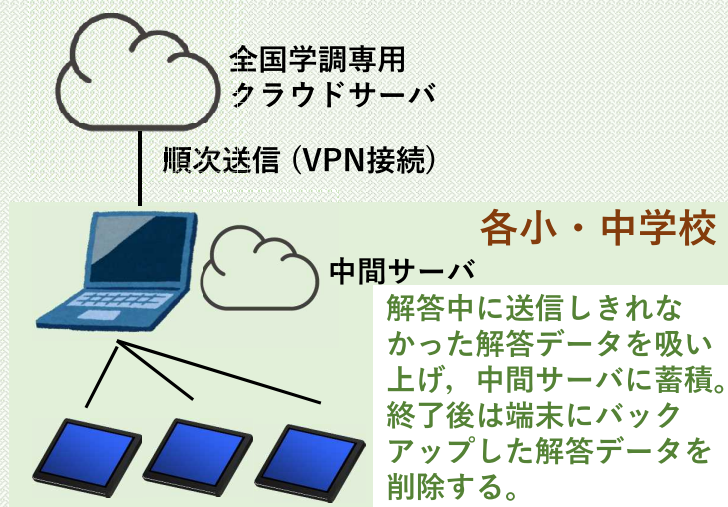 全国学調専用
クラウドサーバ
順次送信 (VPN接続)
各小・中学校
中間サーバ
解答中に送信しきれな
かった解答データを吸い
上げ，中間サーバに蓄積。
終了後は端末にバック
アップした解答データを
削除する。